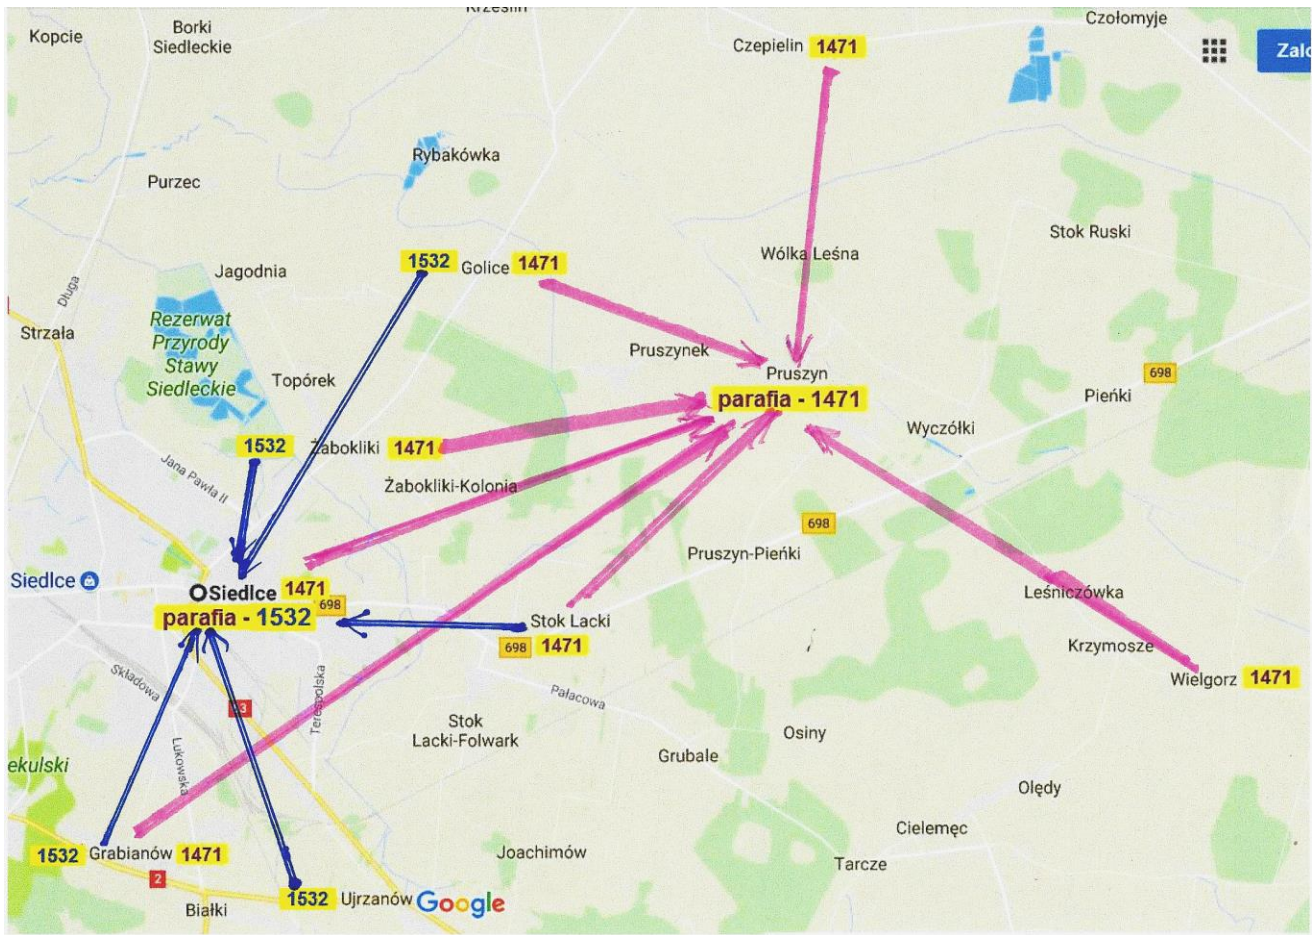 Krześlin
Kopcie
Borki
Siedleckie
Czepielin 1471
Czołomyje
Zalo
Rybakówka
Purzec
Stok Ruski
Wólka Leśna
1532 Golice 1471
Jagodnia
Długa
Rezerwat
Przyrody
Stawy
Siedleckie
Strzała
Pruszynek
Pruszyn
parafia - 1471
698
Topórek
Pieńki
Wyczółki
1532 Żabokliki 1471
Jana Pawła II
Żabokliki-Kolonia
698
Pruszyn-Pieńki
Siedlce
Siedlce 1471
698
parafia - 1532
Leśniczówka
Stok Lacki
698 1471
Krzymosze
Wielgorz 1471
Składowa
Terespolska
Pałacowa
63
Stok
Lacki-Folwark
Osiny
Grubale
ekulski
Łukowska
Olędy
Cielemęc
1532 Grabianów 1471
Joachimów
Tarcze
2
1532 Ujrzanów Google
Białki